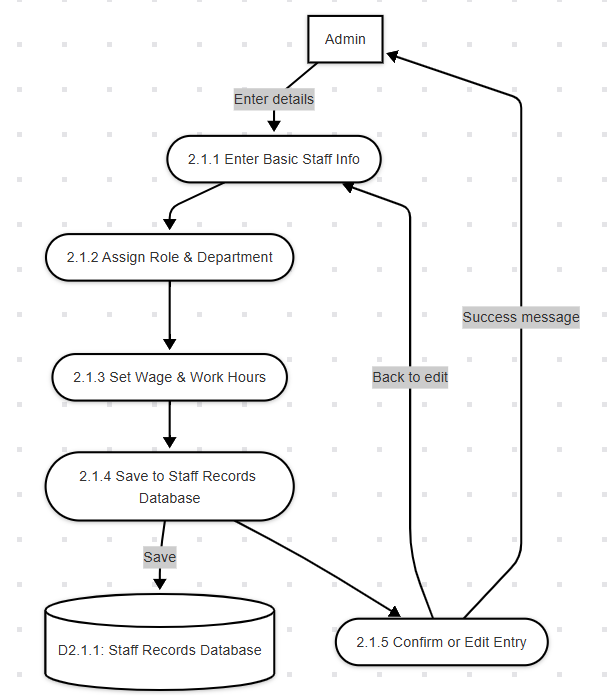 Admin
Enter details
2.1.1 Enter Basic Staff Info
2.1.2 Assign Role & Department
Success message
2.1.3 Set Wage & Work Hours
Back to edit
2.1.4 Save to Staff Records
Database
Save
D2.1.1: Staff Records Database
2.1.5 Confirm or Edit Entry